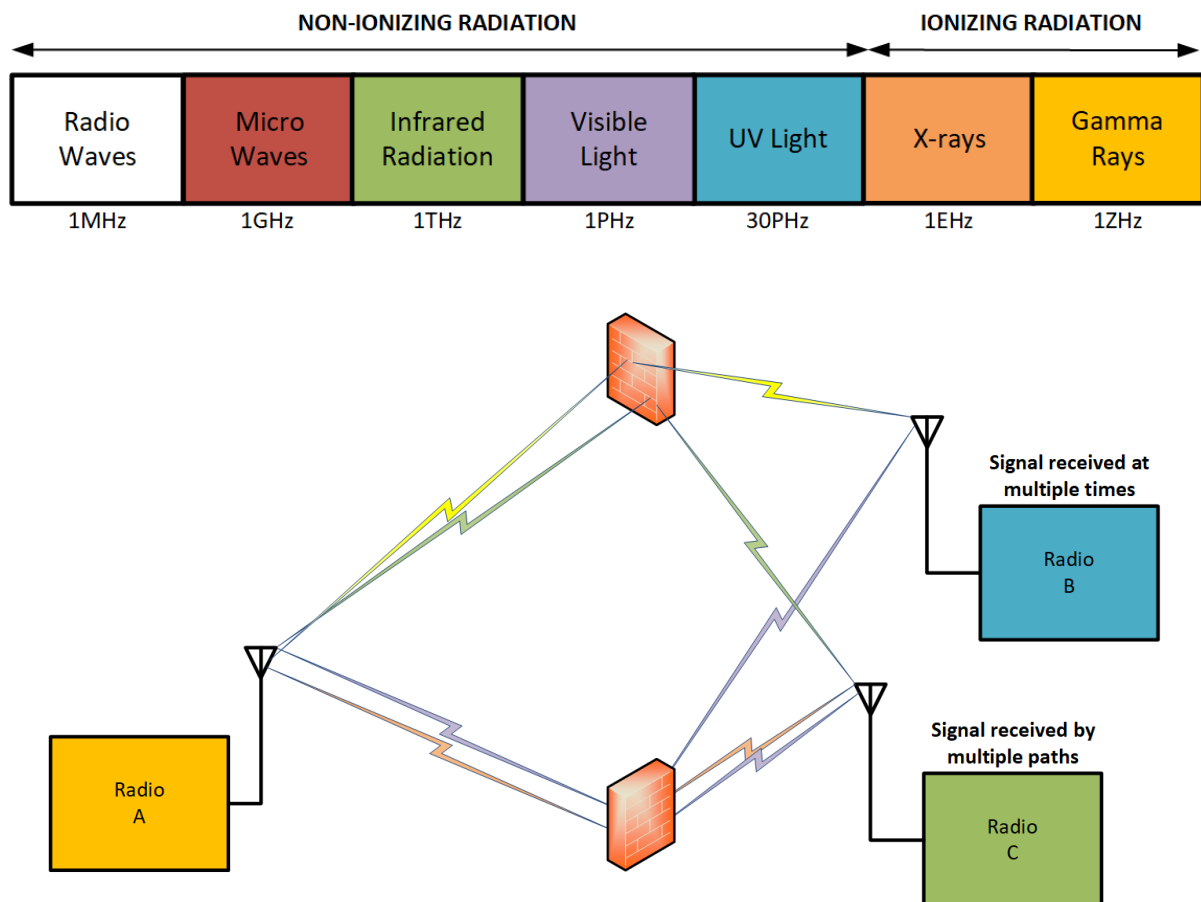 NON-IONIZING RADIATION
IONIZING RADIATION
Radio
Waves
Micro
Waves
Infrared
Radiation
Visible
Light
UV Light
X-rays
Gamma
Rays
1MHz
1GHz
1THz
1PHz
30PHz
1EHz
1ZHz
Signal received at
multiple times
Radio
B
Signal received by
multiple paths
Radio
A
Radio
C